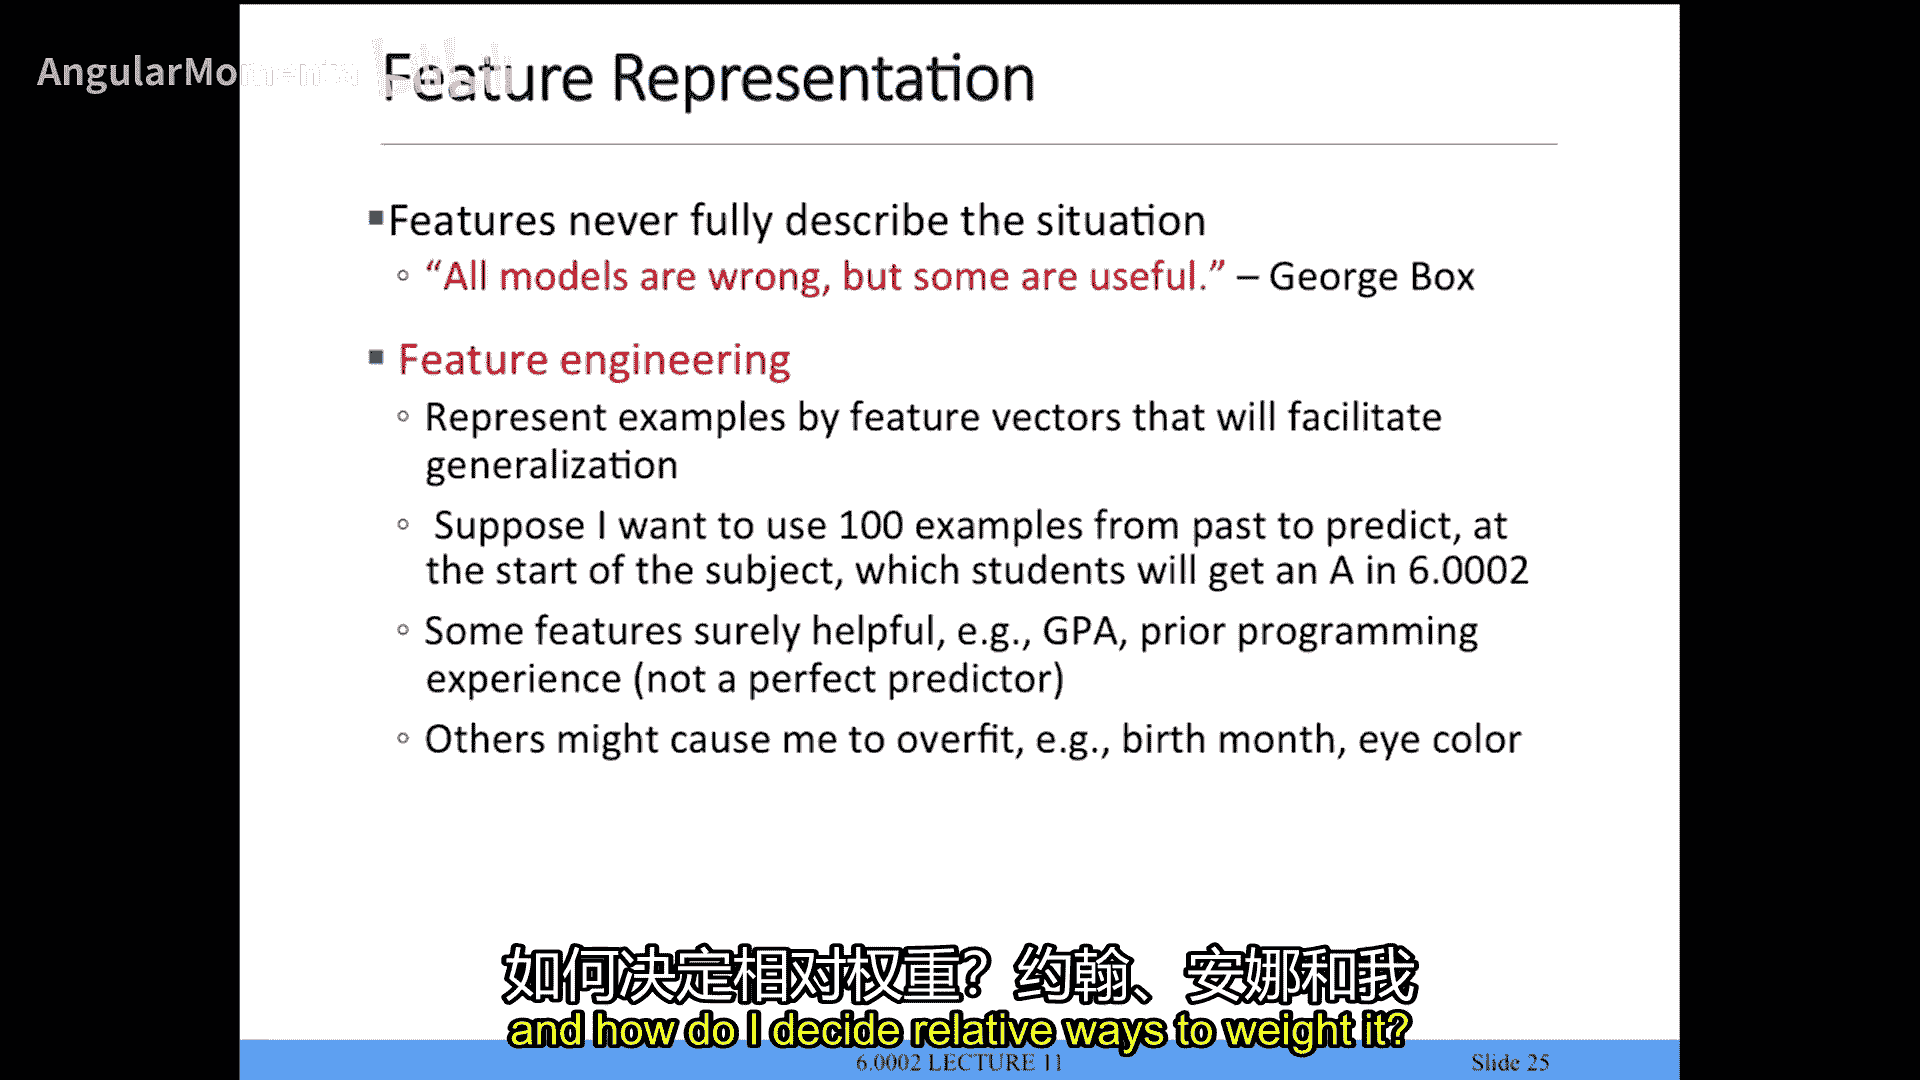 AngularMomenta
Feature Representation
Features never fully describe the situation
“All models are wrong, but some are useful.” – George Box
Feature engineering
Represent examples by feature vectors that will facilitate
generalization
Suppose I want to use 100 examples from past to predict, at
the start of the subject, which students will get an A in 6.0002
Some features surely helpful, e.g., GPA, prior programming
experience (not a perfect predictor)
Others might cause me to overfit, e.g., birth month, eye color
如何决定相对权重？约翰、安娜和我
and how do I decide relative ways to weight it?
6.0002 LECTURE 11
Slide 25